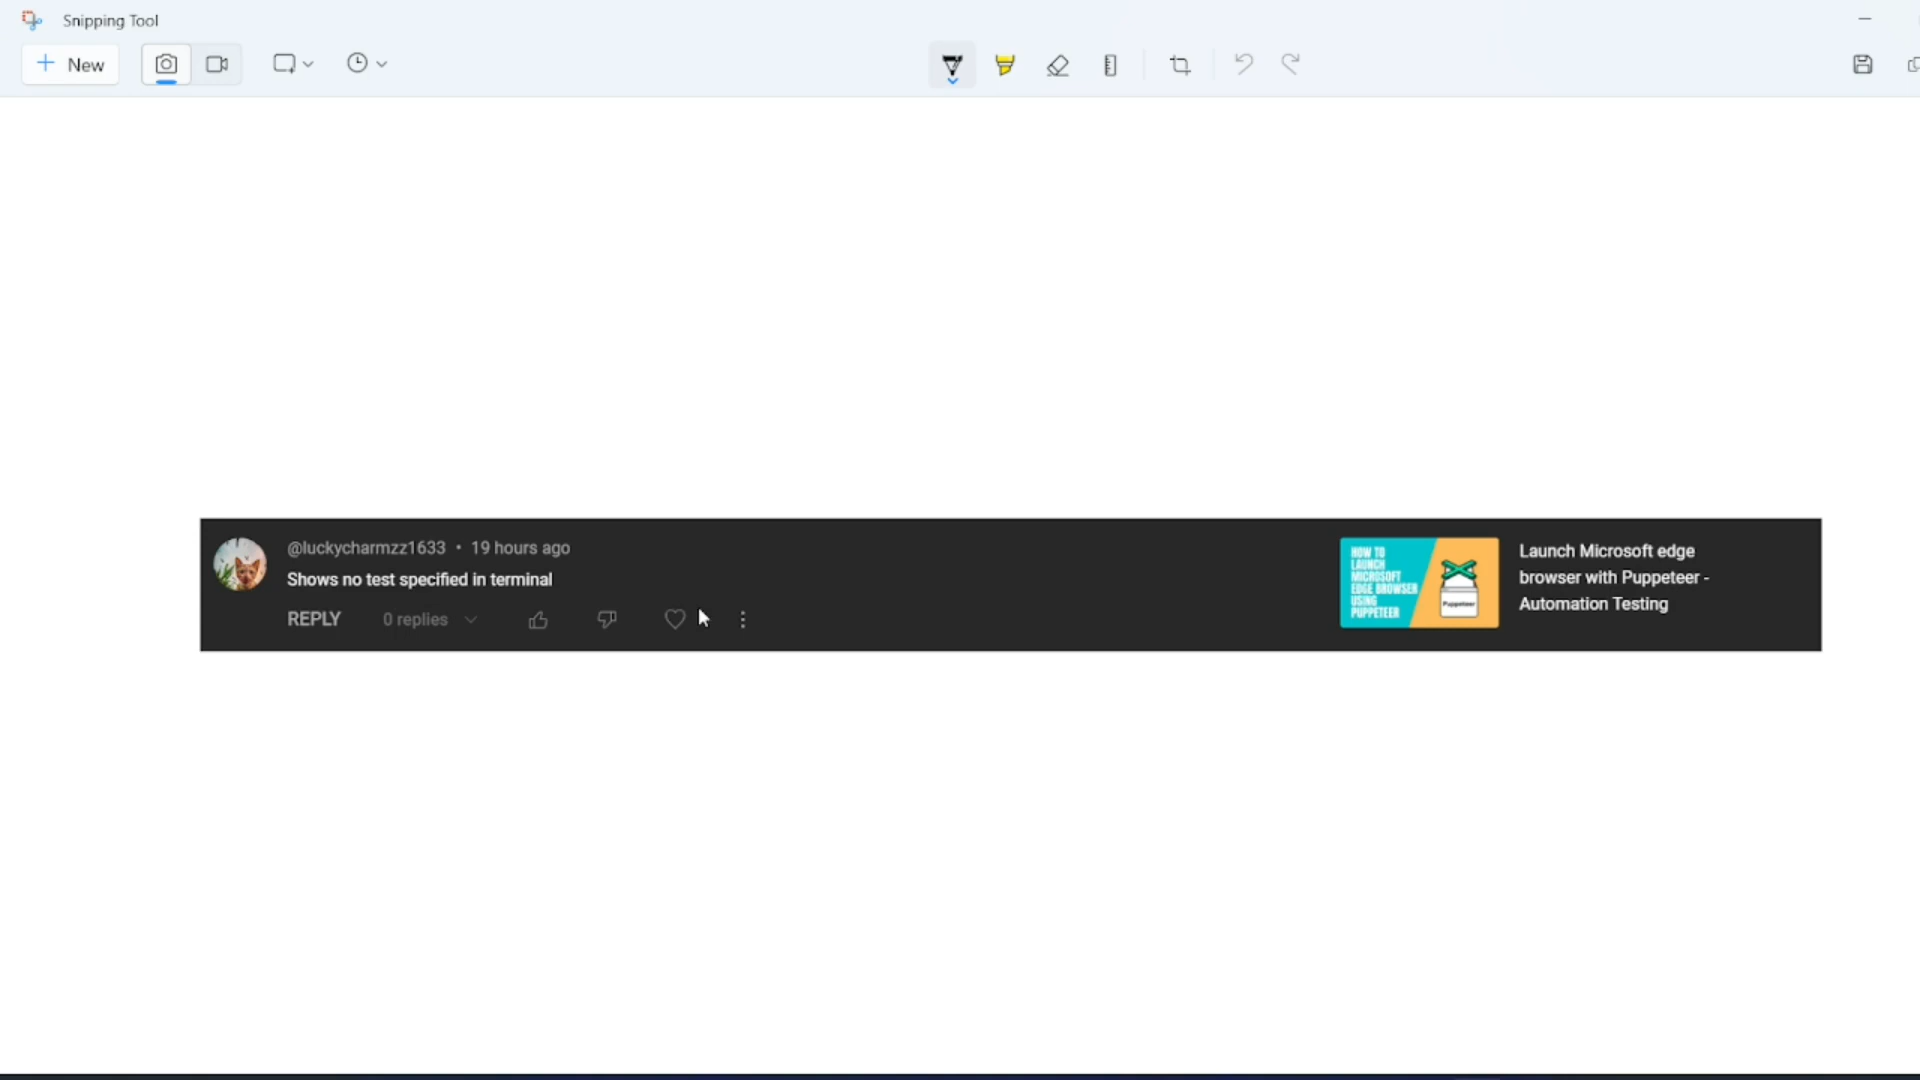 Snipping Tool
New
@luckycharmzz1633 • 19 hours ago
Shows no test specified in terminal
REPLY 0 replies
HOW TO
LAUNCH
MICROSOFT
EDGE BROWSER
USING
PUPPETEER
Puppeteer
Launch Microsoft edge
browser with Puppeteer -
Automation Testing